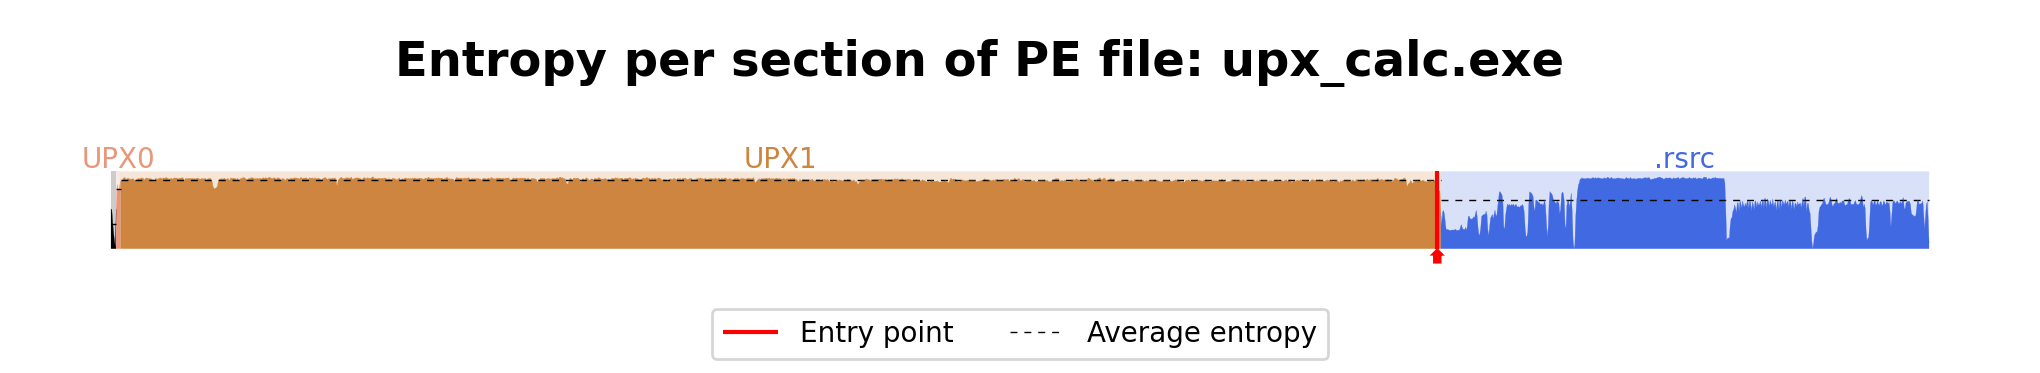 Entropy per section of PE file: upx_calc.exe
UPX0 UPX1 .rsrc
Entry point Average entropy